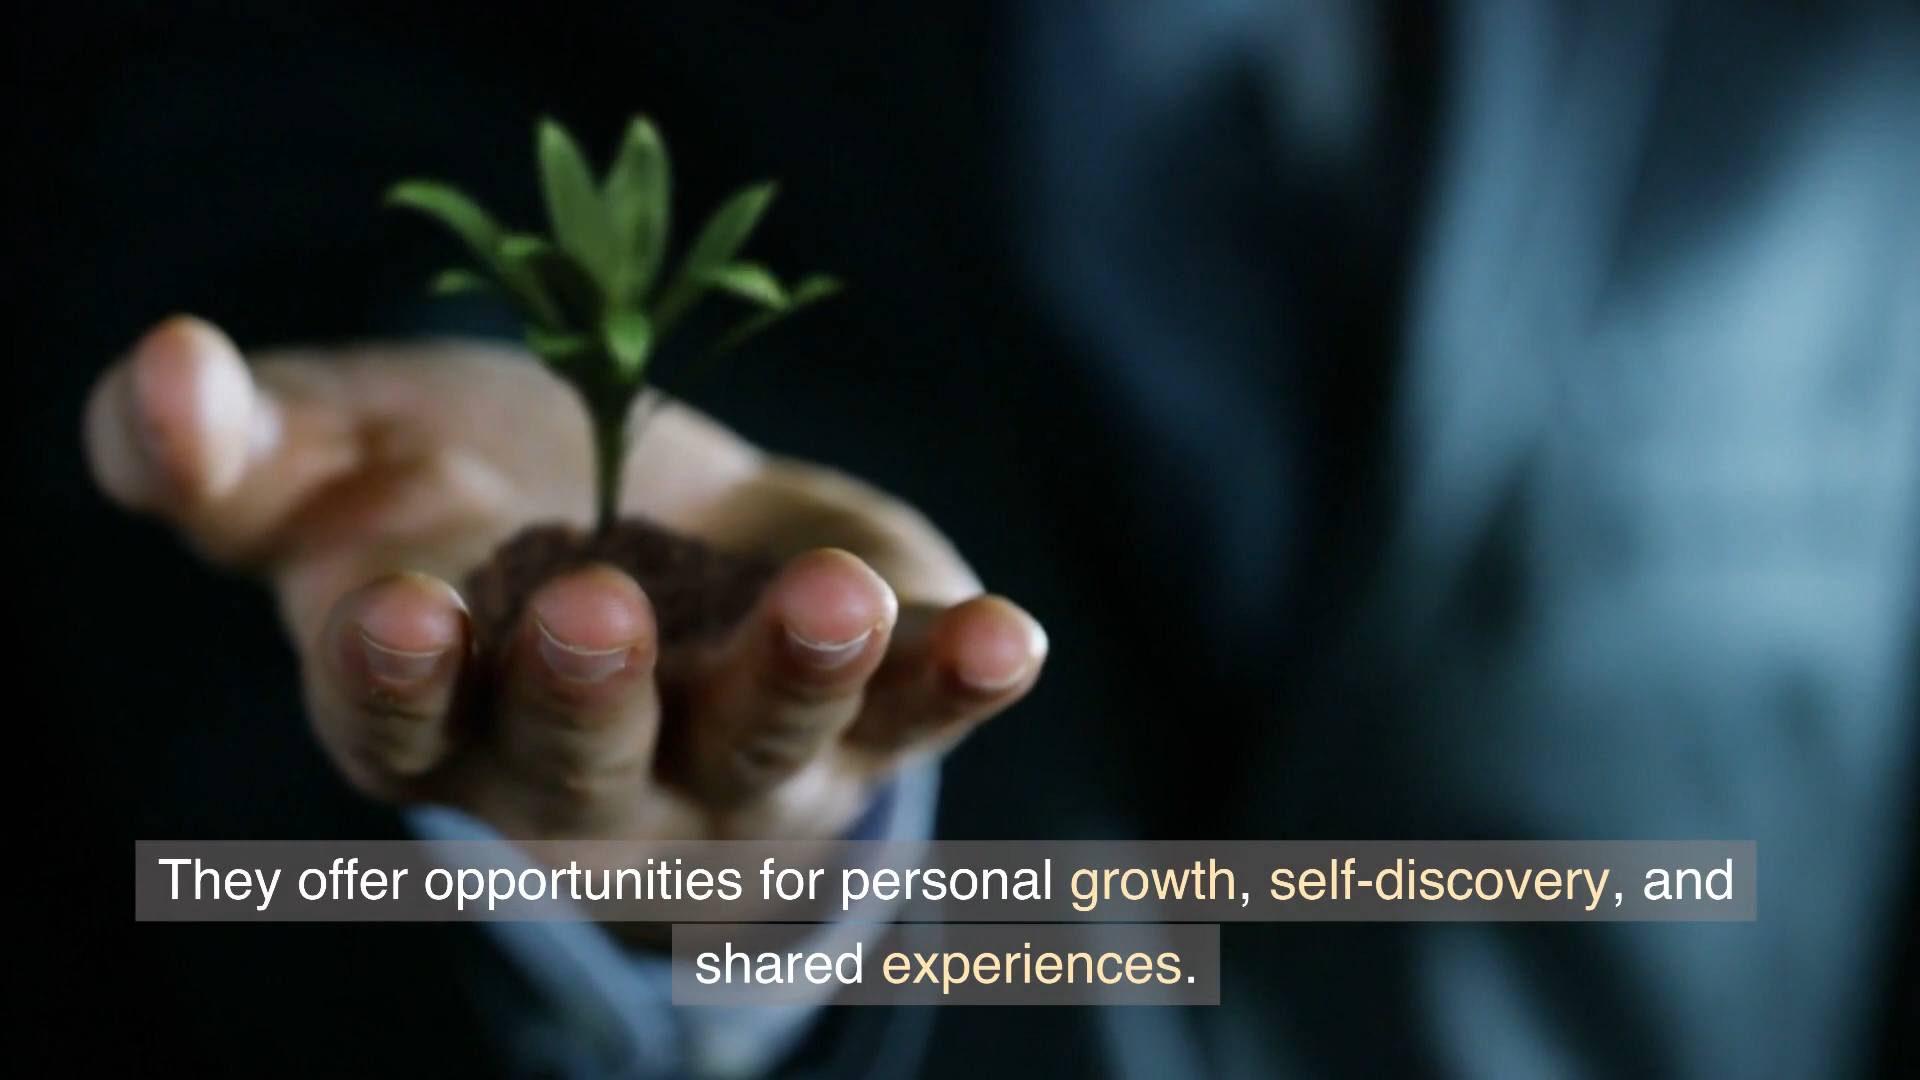 They offer opportunities for personal growth, self-discovery, and
shared experiences.